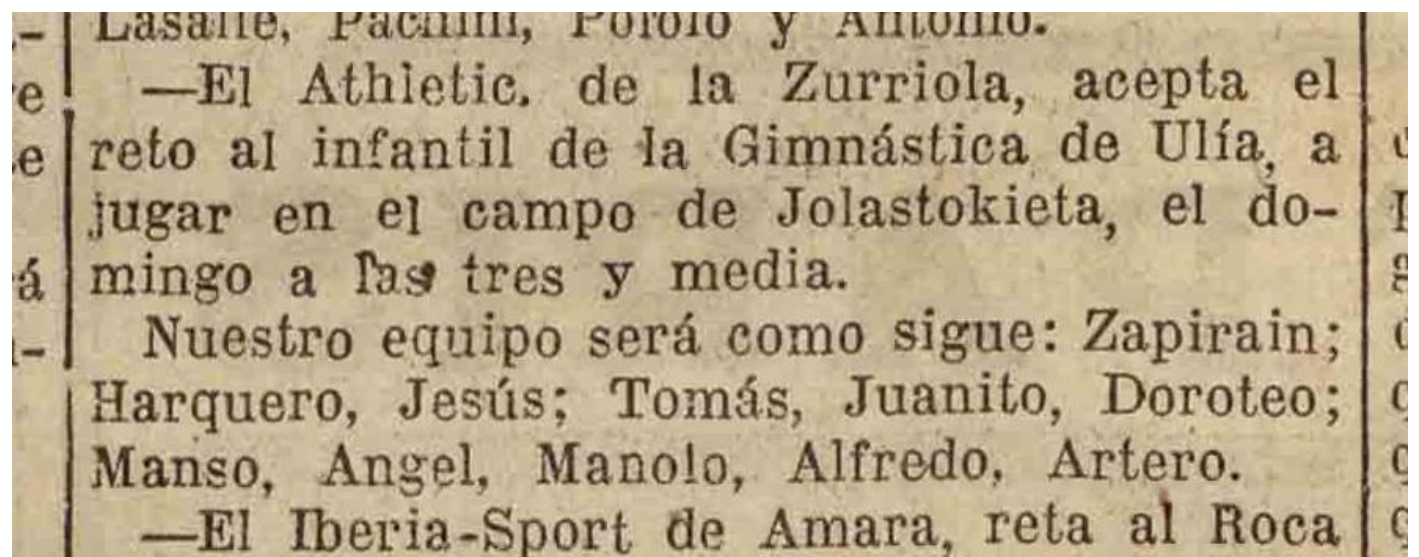 Lasalle, Pachini, Pololo y Antonio.
—El Athletic. de la Zurriola, acepta el
reto al infantil de la Gimnástica de Ulía, a
jugar en el campo de Jolastokieta, el do-
mingo a las tres y media.
Nuestro equipo será como sigue: Zapirain;
Harquero, Jesús; Tomás, Juanito, Doroteo;
Manso, Angel, Manolo, Alfredo, Artero.
—El Iberia-Sport de Amara, reta al Roca